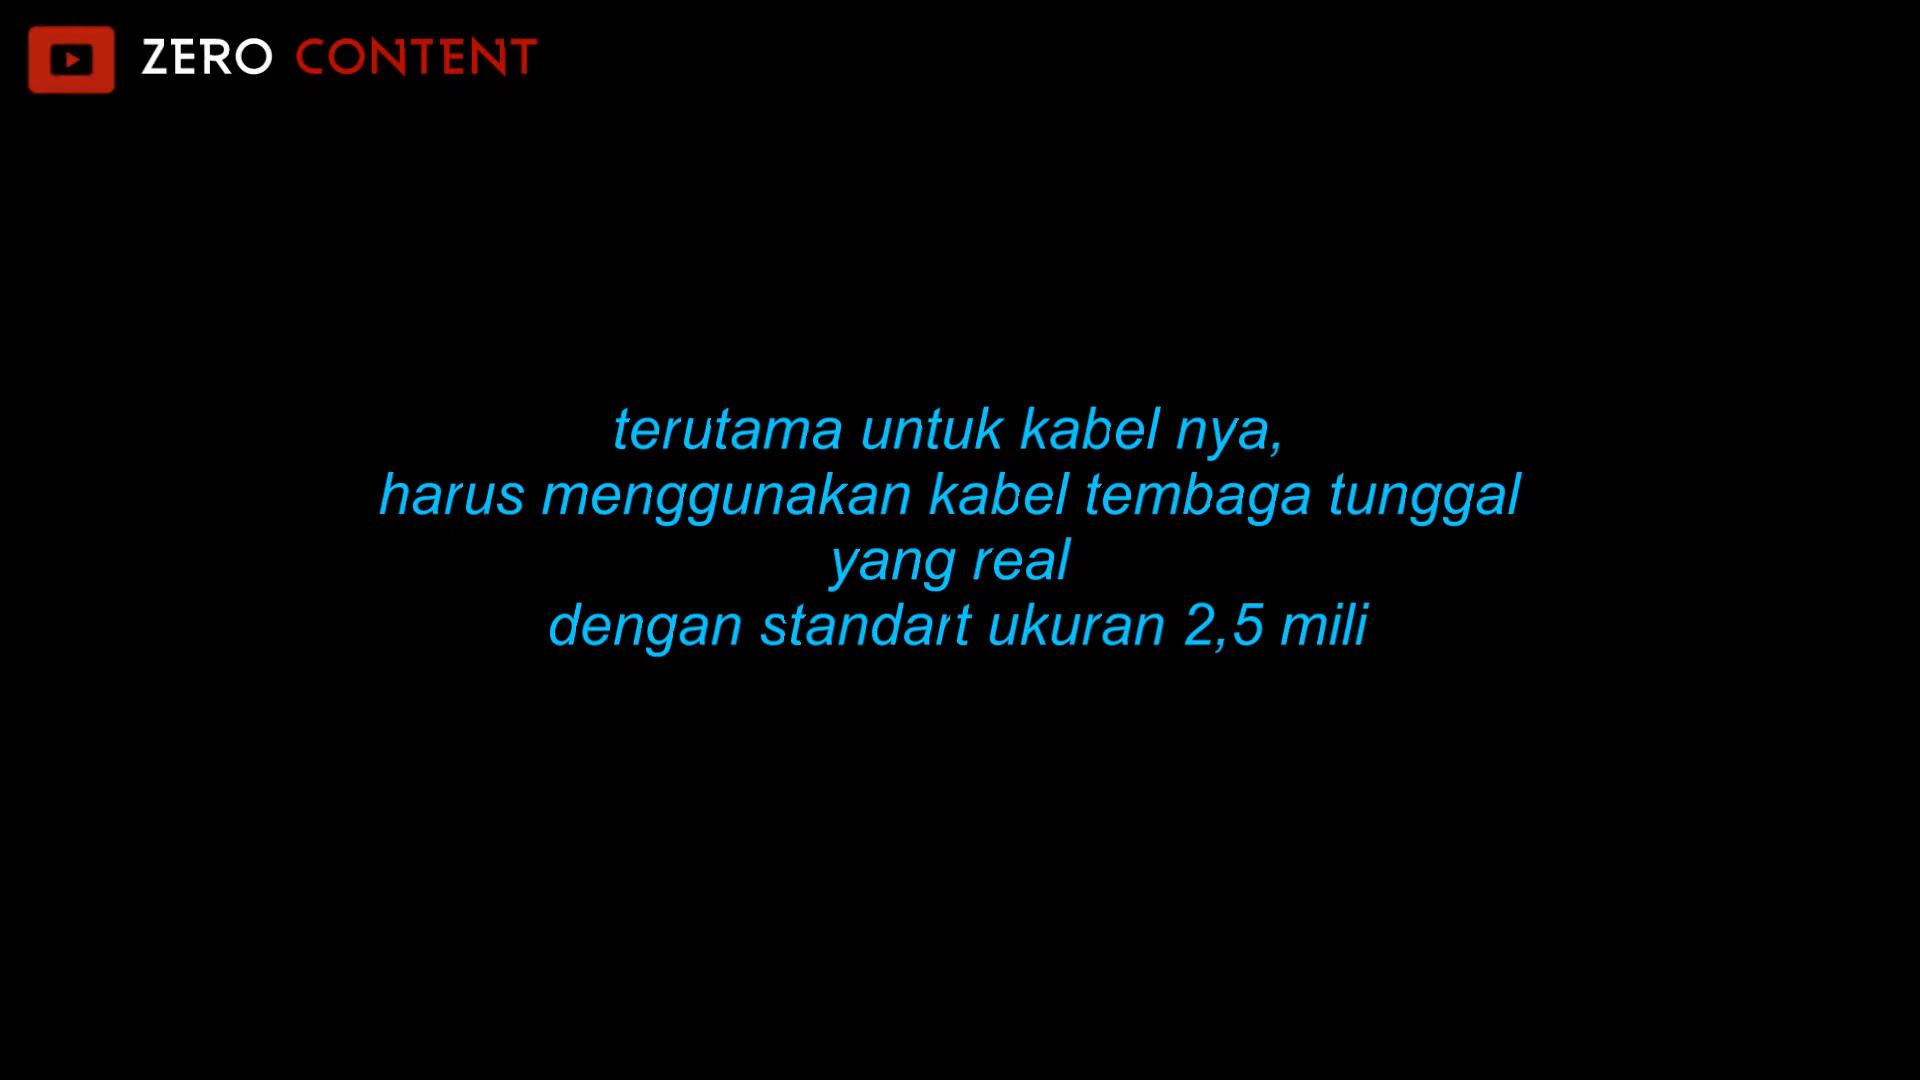 ZERO CONTENT
terutama untuk kabel nya,
harus menggunakan kabel tembaga tunggal
yang real
dengan standart ukuran 2,5 mili